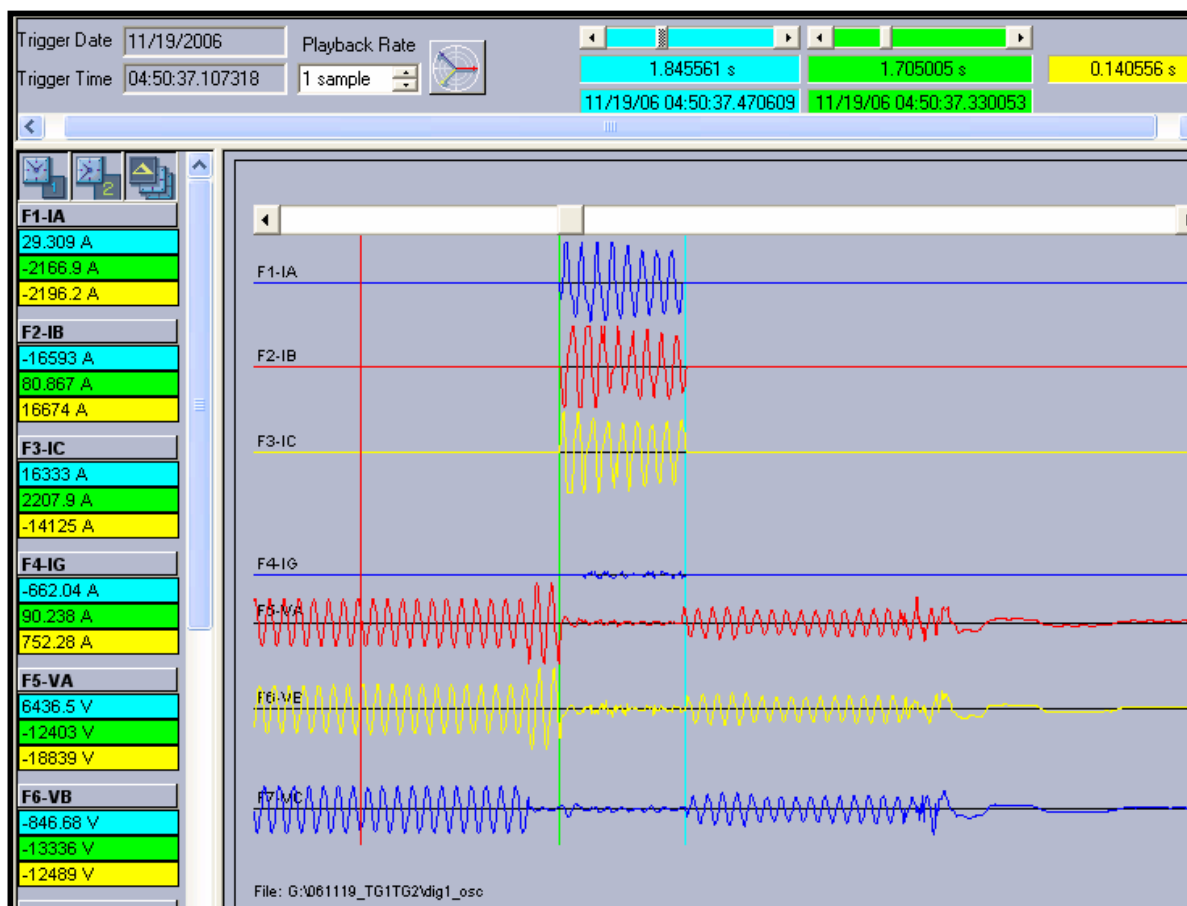 Trigger Date 11/19/2006
Trigger Time 04:50:37.107318
Playback Rate
1 sample
1.845561 s
1.705005 s
0.140556 s
11/19/06 04:50:37.470609
11/19/06 04:50:37.330053
1
2
F1-IA
29.309 A
-2166.9 A
-2196.2 A
F2-IB
-16593 A
80.867 A
16674 A
F3-IC
16333 A
2207.9 A
-14125 A
F4-IG
-662.04 A
90.238 A
752.28 A
F5-VA
6436.5 V
-12403 V
-18839 V
F6-VB
-846.68 V
-13336 V
-12489 V
F1-IA
F2-IB
F3-IC
F4-IG
F5-VA
F6-VB
F7-VC
File: G:\061119_TG1TG2\dig1_osc